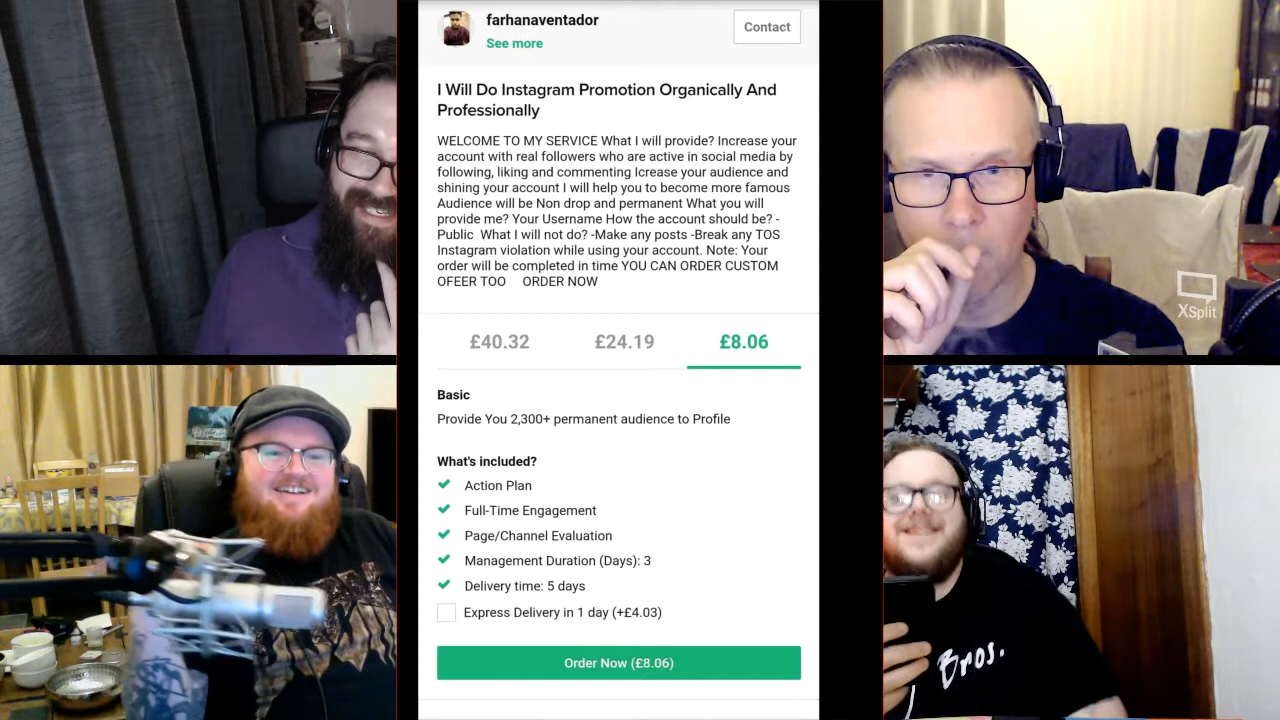 farhanaventador
See more
Contact
I Will Do Instagram Promotion Organically And
Professionally
WELCOME TO MY SERVICE What I will provide? Increase your
account with real followers who are active in social media by
following, liking and commenting Icrease your audience and
shining your account I will help you to become more famous
Audience will be Non drop and permanent What you will
provide me? Your Username How the account should be? -
Public What I will not do? -Make any posts -Break any TOS
Instagram violation while using your account. Note: Your
order will be completed in time YOU CAN ORDER CUSTOM
OFEER TOO ORDER NOW
£40.32 £24.19 £8.06
Basic
Provide You 2,300+ permanent audience to Profile
What's included?
Action Plan
Full-Time Engagement
Page/Channel Evaluation
Management Duration (Days): 3
Delivery time: 5 days
Express Delivery in 1 day (+£4.03)
Order Now (£8.06)
XSplit
Bros.